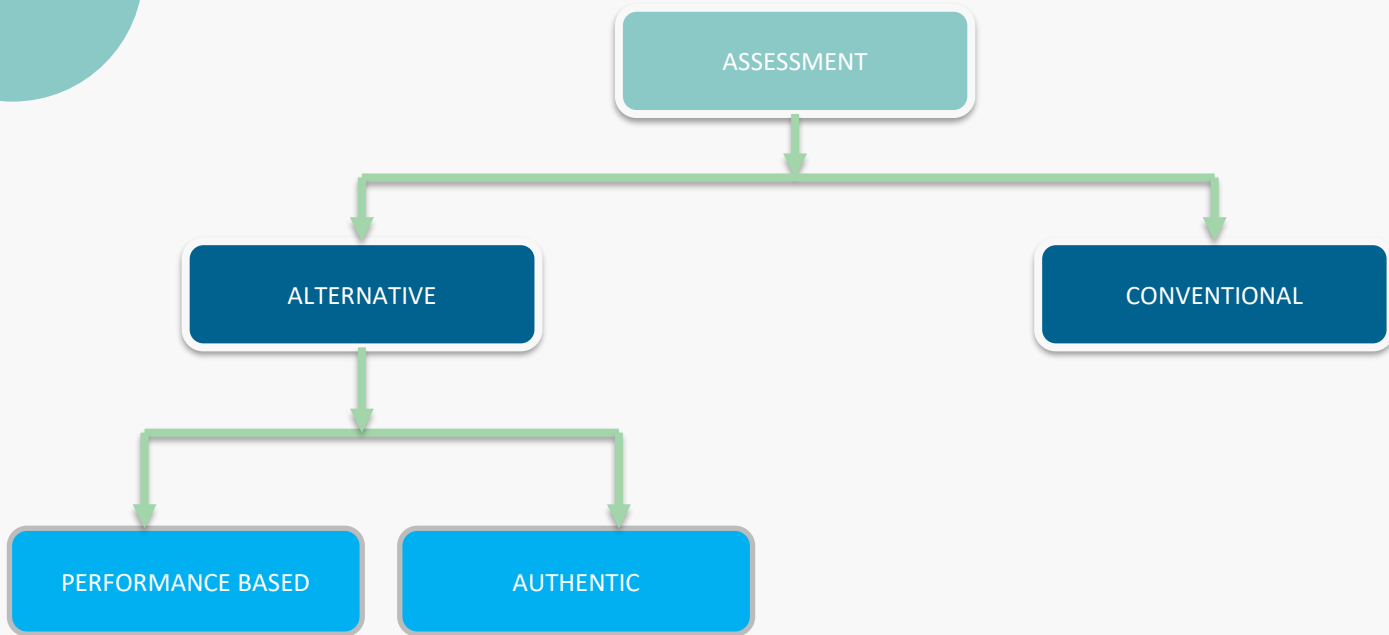 ASSESSMENT
ALTERNATIVE
CONVENTIONAL
PERFORMANCE BASED
AUTHENTIC